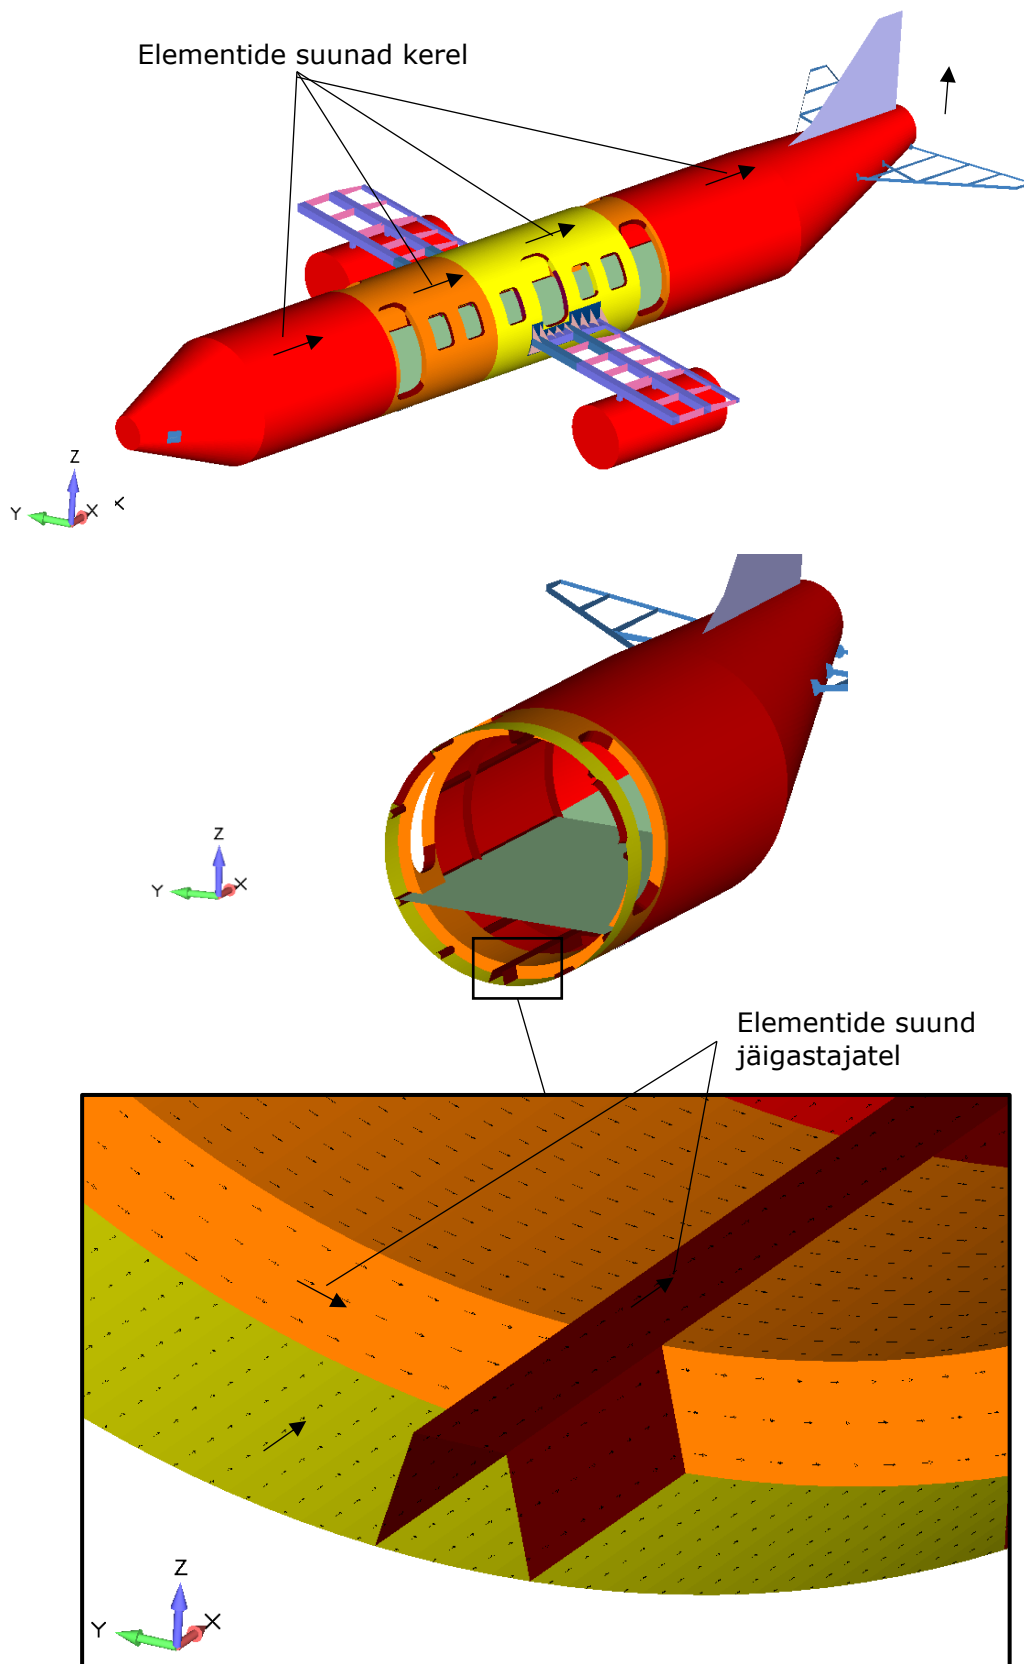 Elementide suunad kerel
Z
Y
X
Z
Y
X
Elementide suund
jäigastajatel
Z
Y
X